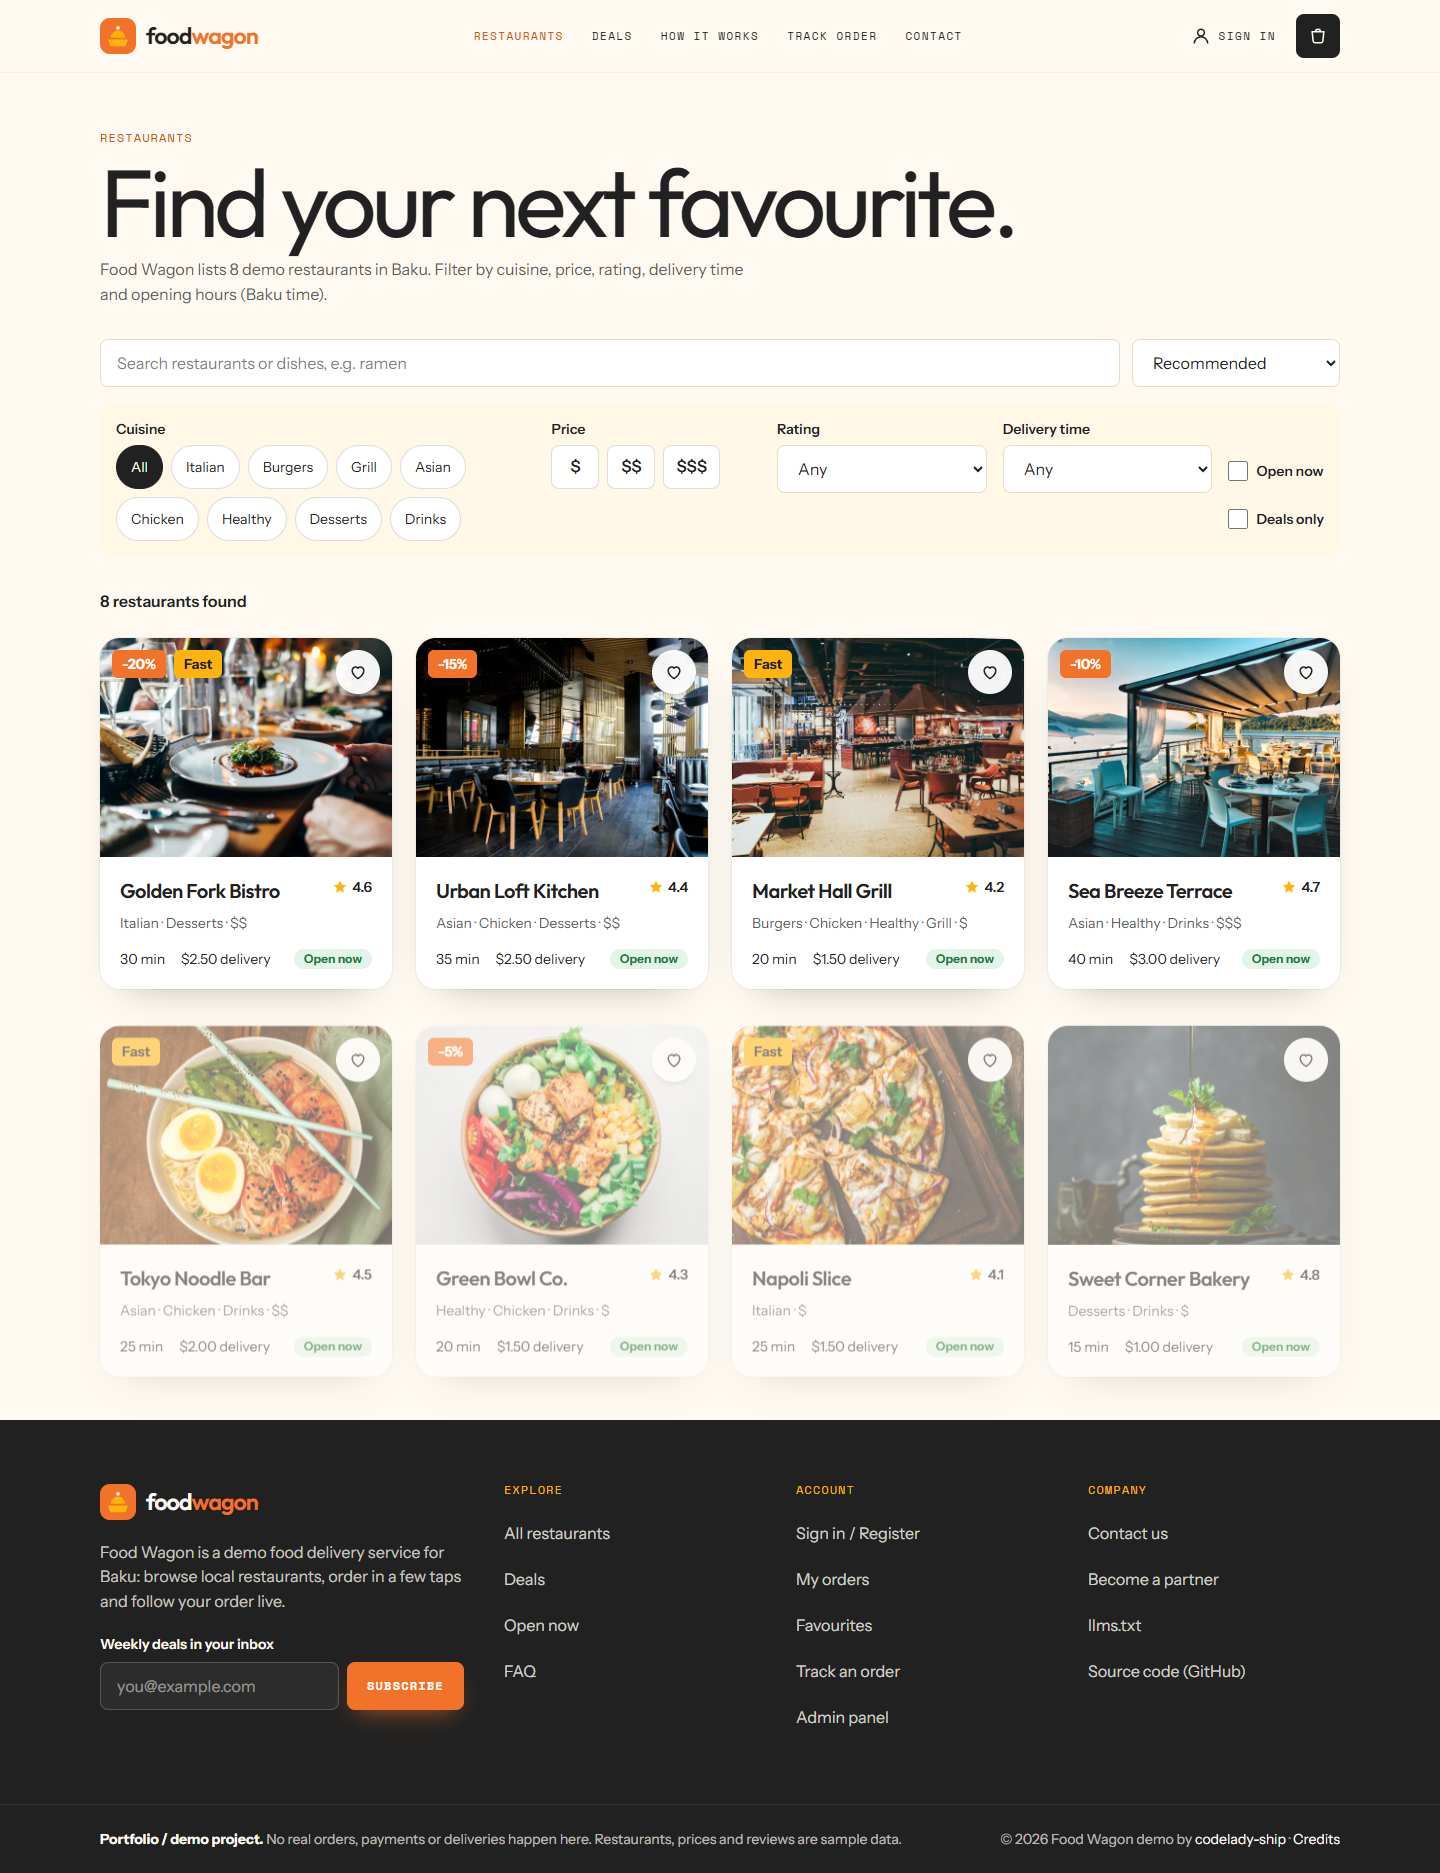 foodwagon
RESTAURANTS DEALS HOW IT WORKS TRACK ORDER CONTACT
SIGN IN
RESTAURANTS
Find your next favourite.
Food Wagon lists 8 demo restaurants in Baku. Filter by cuisine, price, rating, delivery time
and opening hours (Baku time).
Search restaurants or dishes, e.g. ramen
Recommended
Cuisine
All Italian Burgers Grill Asian
Chicken Healthy Desserts Drinks
Price
$ $$ $$$
Rating
Any
Delivery time
Any
Open now
Deals only
8 restaurants found
-20% Fast
Golden Fork Bistro 4.6
Italian · Desserts · $$
30 min $2.50 delivery Open now
-15%
Urban Loft Kitchen 4.4
Asian · Chicken · Desserts · $$
35 min $2.50 delivery Open now
Fast
Market Hall Grill 4.2
Burgers · Chicken · Healthy · Grill · $
20 min $1.50 delivery Open now
-10%
Sea Breeze Terrace 4.7
Asian · Healthy · Drinks · $$$
40 min $3.00 delivery Open now
Fast
Tokyo Noodle Bar 4.5
Asian · Chicken · Drinks · $$
25 min $2.00 delivery Open now
-5%
Green Bowl Co. 4.3
Healthy · Chicken · Drinks · $
20 min $1.50 delivery Open now
Fast
Napoli Slice 4.1
Italian · $
25 min $1.50 delivery Open now
Sweet Corner Bakery 4.8
Desserts · Drinks · $
15 min $1.00 delivery Open now
foodwagon
Food Wagon is a demo food delivery service for
Baku: browse local restaurants, order in a few taps
and follow your order live.
Weekly deals in your inbox
you@example.com SUBSCRIBE
EXPLORE
All restaurants
Deals
Open now
FAQ
ACCOUNT
Sign in / Register
My orders
Favourites
Track an order
Admin panel
COMPANY
Contact us
Become a partner
llms.txt
Source code (GitHub)
Portfolio / demo project. No real orders, payments or deliveries happen here. Restaurants, prices and reviews are sample data.
© 2026 Food Wagon demo by codelady-ship · Credits